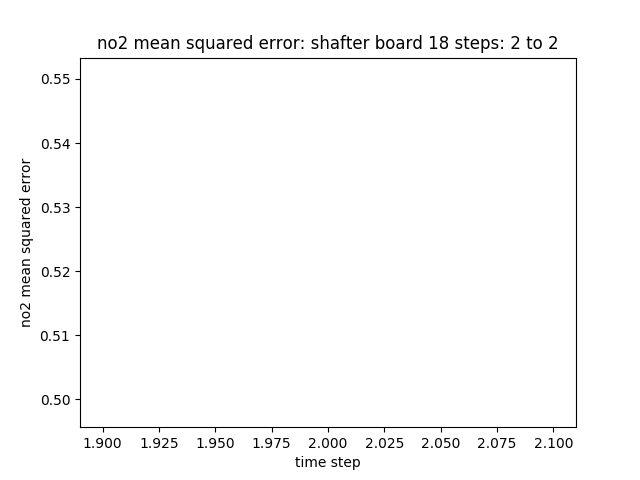 no2 mean squared error: shafter board 18 steps: 2 to 2
0.55
0.54
0.53
0.52
0.51
0.50
no2 mean squared error
1.900 1.925 1.950 1.975 2.000 2.025 2.050 2.075 2.100
time step